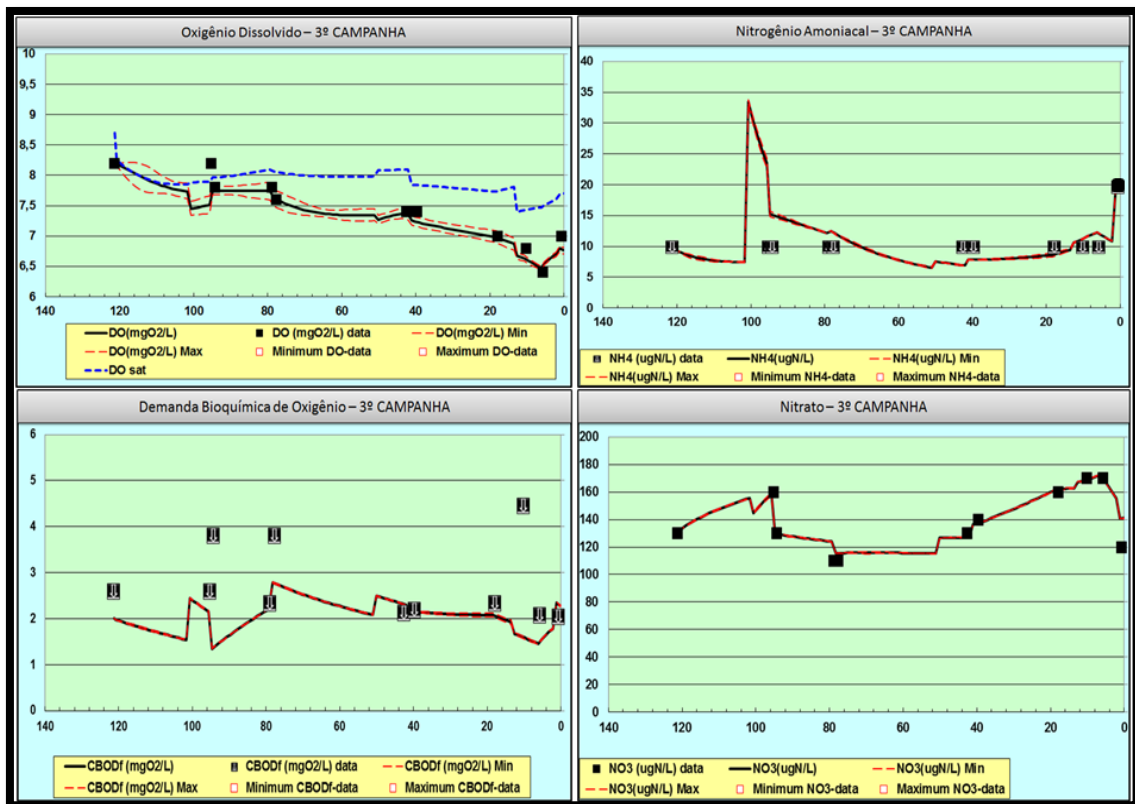 Oxigênio Dissolvido – 3º CAMPANHA
10
9,5
9
8,5
8
7,5
7
6,5
6
140 120 100 80 60 40 20 0
DO(mgO2/L) DO (mgO2/L) data DO(mgO2/L) Min
DO(mgO2/L) Max Minimum DO-data Maximum DO-data
DO sat
Nitrogênio Amoniacal – 3º CAMPANHA
40
35
30
25
20
15
10
5
0
140 120 100 80 60 40 20 0
NH4 (ugN/L) data NH4(ugN/L) NH4(ugN/L) Min
NH4(ugN/L) Max Minimum NH4-data Maximum NH4-data
Demanda Bioquímica de Oxigênio – 3º CAMPANHA
6
5
4
3
2
1
0
140 120 100 80 60 40 20 0
CBODf (mgO2/L) CBODf (mgO2/L) data CBODf (mgO2/L) Min
CBODf (mgO2/L) Max Minimum CBODf-data Maximum CBODf-data
Nitrato – 3º CAMPANHA
200
180
160
140
120
100
80
60
40
20
0
140 120 100 80 60 40 20 0
NO3 (ugN/L) data NO3(ugN/L) NO3(ugN/L) Min
NO3(ugN/L) Max Minimum NO3-data Maximum NO3-data